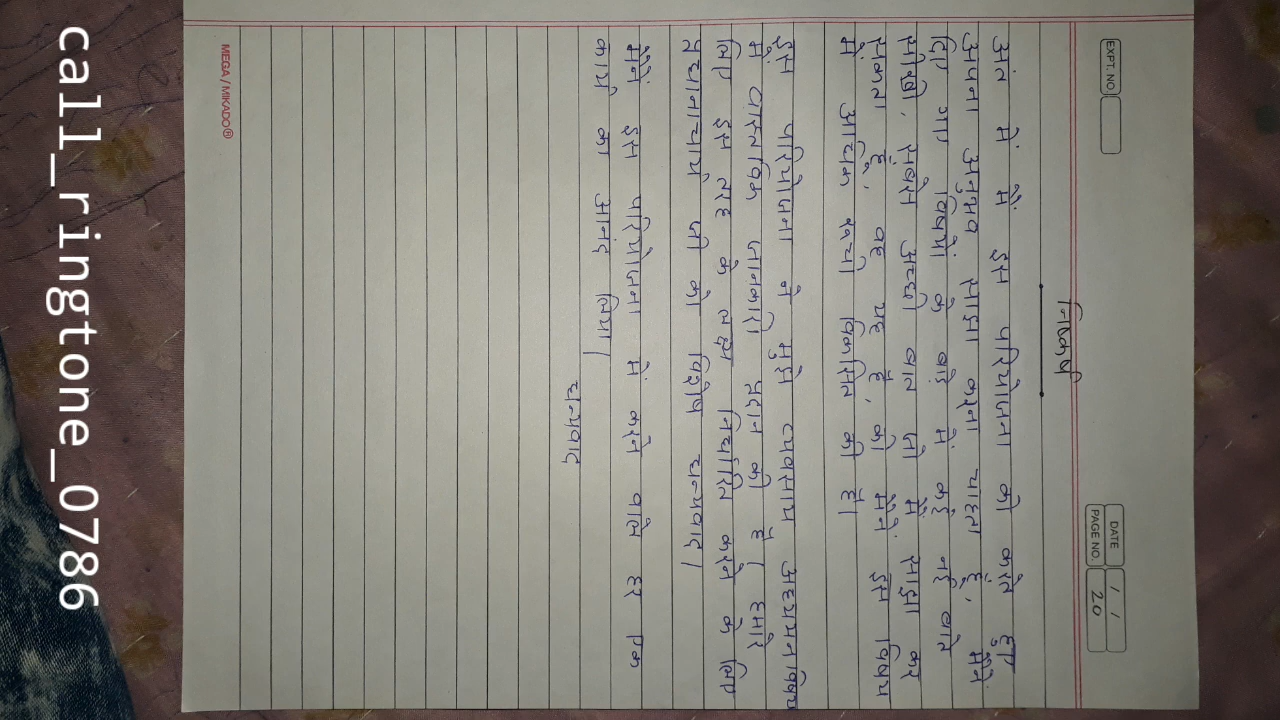 EXPT. NO.
DATE / /
PAGE NO. 20
निष्कर्ष
अंत में मैं इस परियोजना को करते हुए
अपना अनुभव साझा करना चाहता हूँ, मैंने
दिए गए विषयों के बारे में कई नई बातें
सीखी, सबसे अच्छी बात जो मैं साझा कर
सकता हूँ, वह यह है, की मैंने इस विषय
में अधिक रुची विकसित की है।
इस परियोजना ने मुझे व्यवसाय अध्ययन विषय
में वास्तविक जानकारी प्रदान की है। हमारे
लिए इस तरह के लक्ष्य निर्धारित करने के लिए
प्रधानाचार्य जी को विशेष धन्यवाद।
मैंने इस परियोजना में करने वाले हर एक
कार्य का आनंद लिया।
धन्यवाद
MEGA / MIKADO®
call_ringtone_0786